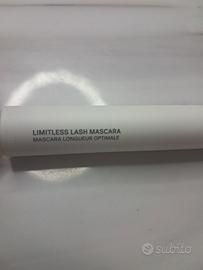 LIMITLESS LASH MASCARA
MASCARA LONGUEUR OPTIMALE
subito